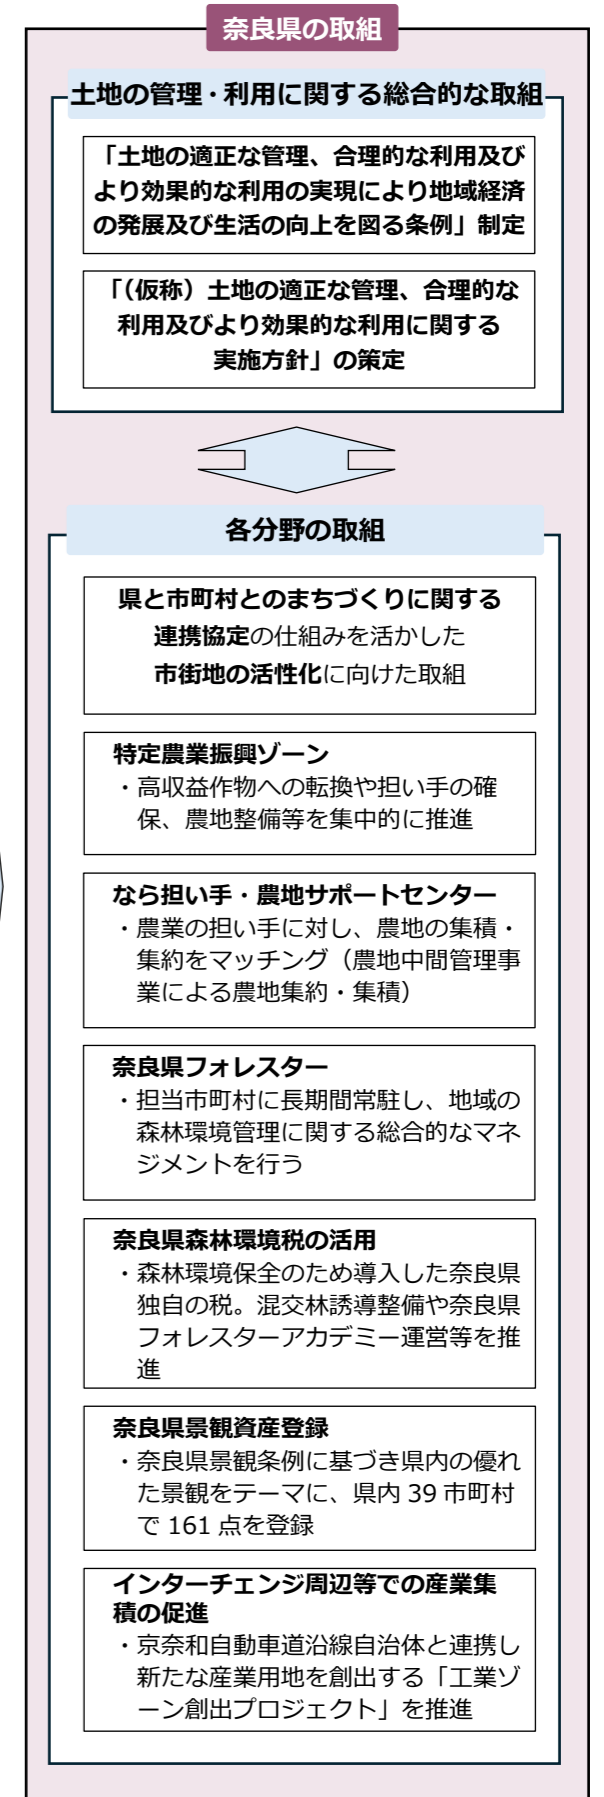 奈良県の取組
土地の管理・利用に関する総合的な取組
「土地の適正な管理、合理的な利用及び
より効果的な利用の実現により地域経済
の発展及び生活の向上を図る条例」制定
「（仮称）土地の適正な管理、合理的な
利用及びより効果的な利用に関する
実施方針」の策定
各分野の取組
県と市町村とのまちづくりに関する
連携協定の仕組みを活かした
市街地の活性化に向けた取組
特定農業振興ゾーン
・高収益作物への転換や担い手の確
保、農地整備等を集中的に推進
なら担い手・農地サポートセンター
・農業の担い手に対し、農地の集積・
集約をマッチング（農地中間管理事
業による農地集約・集積）
奈良県フォレスター
・担当市町村に長期間常駐し、地域の
森林環境管理に関する総合的なマネ
ジメントを行う
奈良県森林環境税の活用
・森林環境保全のため導入した奈良県
独自の税。混交林誘導整備や奈良県
フォレスターアカデミー運営等を推
進
奈良県景観資産登録
・奈良県景観条例に基づき県内の優れ
た景観をテーマに、県内 39 市町村
で 161 点を登録
インターチェンジ周辺等での産業集
積の促進
・京奈和自動車道沿線自治体と連携し
新たな産業用地を創出する「工業ゾ
ーン創出プロジェクト」を推進